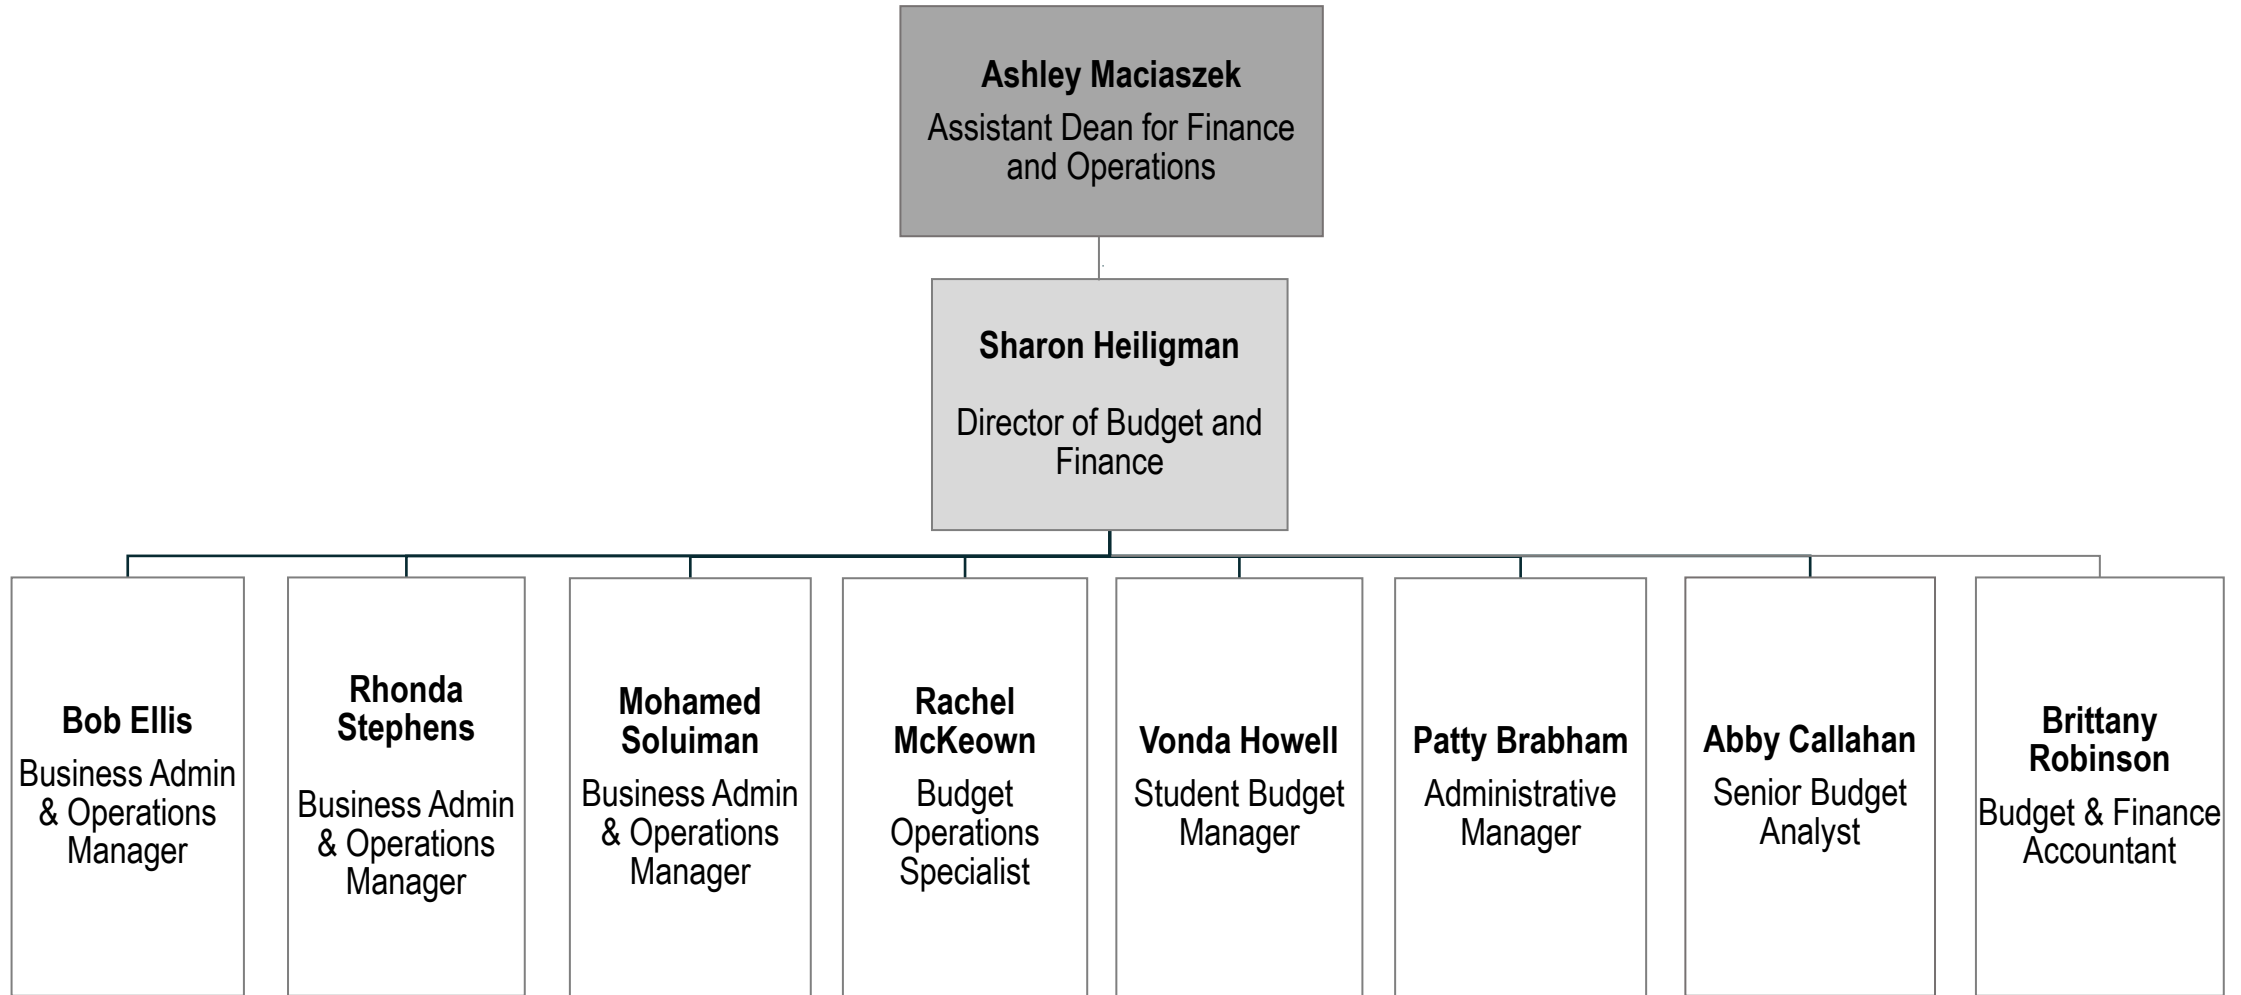 Ashley Maciaszek
Assistant Dean for Finance
and Operations
Sharon Heiligman
Director of Budget and
Finance
Bob Ellis
Business Admin
& Operations
Manager
Rhonda
Stephens
Business Admin
& Operations
Manager
Mohamed
Soluiman
Business Admin
& Operations
Manager
Rachel
McKeown
Budget
Operations
Specialist
Vonda Howell
Student Budget
Manager
Patty Brabham
Administrative
Manager
Abby Callahan
Senior Budget
Analyst
Brittany
Robinson
Budget & Finance
Accountant